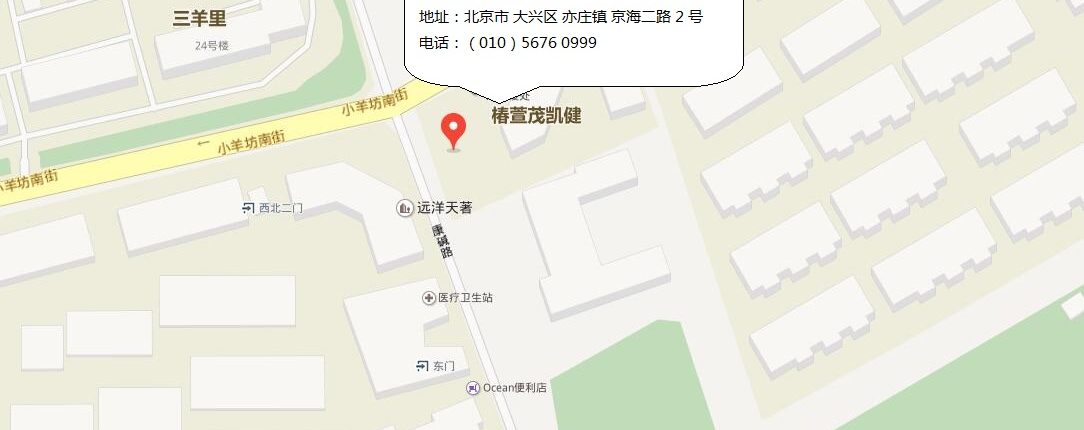 地址：北京市 大兴区 亦庄镇 京海二路 2 号
电话：（010）5676 0999
三羊里
24号楼
小羊坊南街
椿萱茂凯健
小羊坊南街
小羊坊南街
西北二门
远洋天著
康碱路
医疗卫生站
东门
Ocean便利店